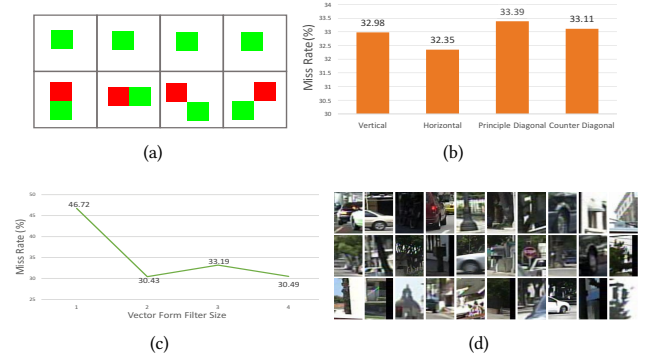 (a)
33.39
33.11
32.98
32.35
34
33.5
33
32.5
32
31.5
31
30.5
30
Miss Rate(%)
Vertical
Horizontal
Principle Diagonal
Counter Diagonal
(b)
50
45
40
35
30
25
Miss Rate (%)
46.72
30.43
33.19
30.49
1
2
3
4
Vector Form Filter Size
(c)
(d)